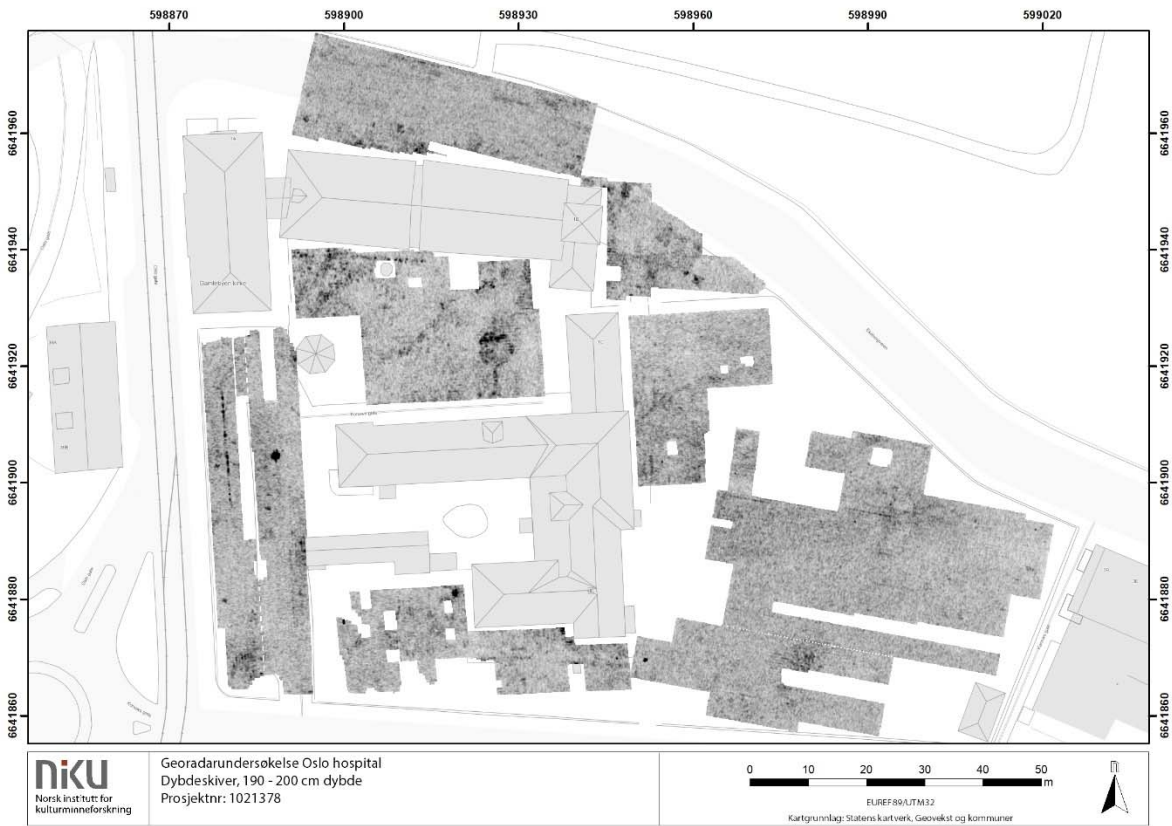 598870 598900 598930 598960 598990 599020
6641960 6641960
6641940 6641940
6641920 6641920
6641900 6641900
6641880 6641880
6641860 6641860
niku
Norsk institutt for
kulturminneforskning
Georadarundersøkelse Oslo hospital
Dybdeskiver, 190 - 200 cm dybde
Prosjektnr: 1021378
0 10 20 30 40 50
m
EUREF89/UTM32
Kartgrunnlag: Statens kartverk, Geovekst og kommuner
n